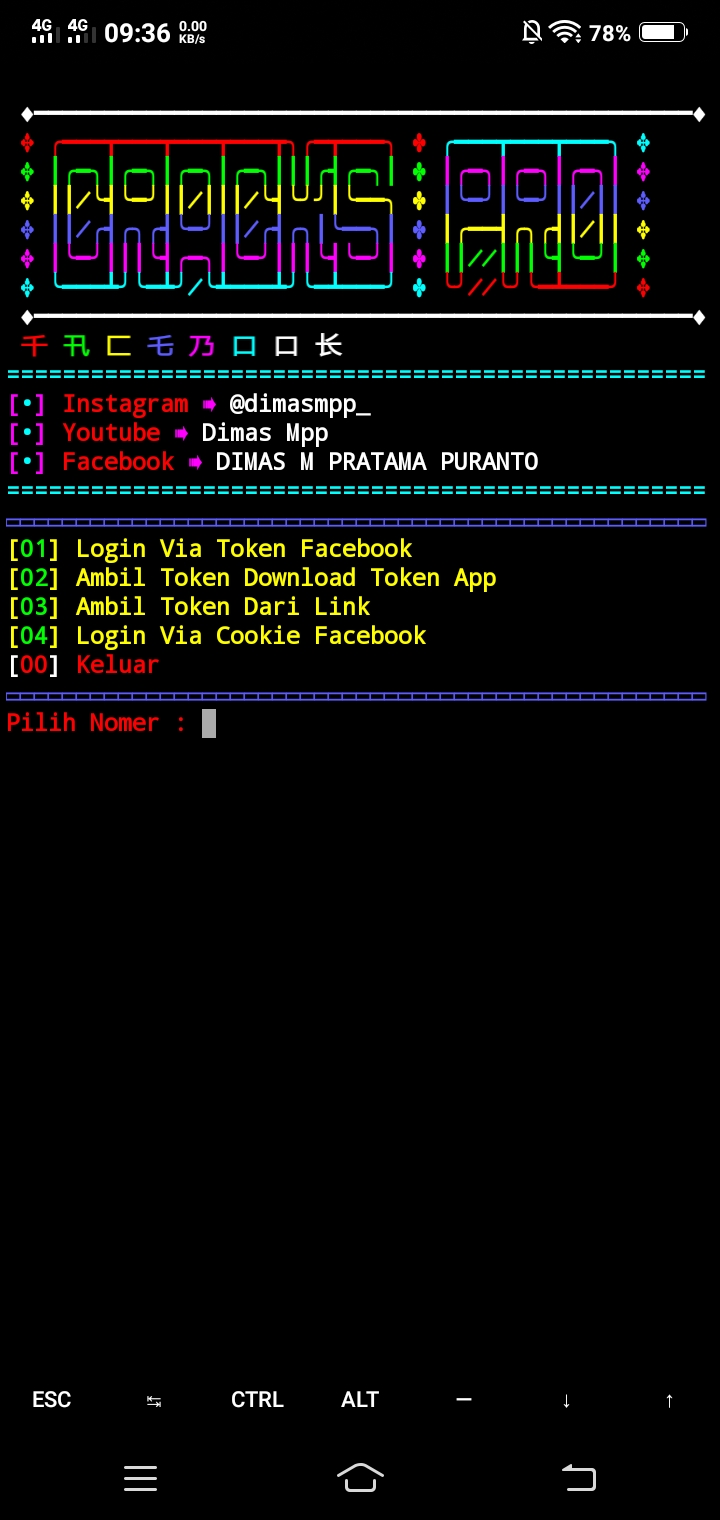 4G 4G 09:36 0.00 KB/s 78%
千 卂 匚 毛 乃 口 口 长
[•] Instagram ➠ @dimasmpp_
[•] Youtube ➠ Dimas Mpp
[•] Facebook ➠ DIMAS M PRATAMA PURANTO
[01] Login Via Token Facebook
[02] Ambil Token Download Token App
[03] Ambil Token Dari Link
[04] Login Via Cookie Facebook
[00] Keluar
Pilih Nomer :
ESC ↹ CTRL ALT — ↓ ↑